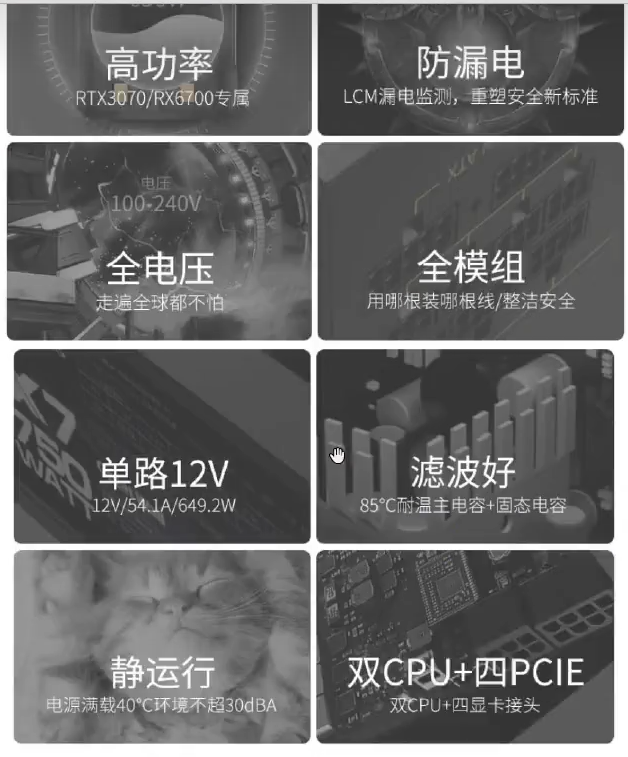 高功率
RTX3070/RX6700专属
防漏电
LCM漏电监测，重塑安全新标准
电压
100-240V
全电压
走遍全球都不怕
全模组
用哪根装哪根线/整洁安全
X7
750
WATT
单路12V
12V/54.1A/649.2W
滤波好
85℃耐温主电容+固态电容
静运行
电源满载40℃环境不超30dBA
双CPU+四PCIE
双CPU+四显卡接头